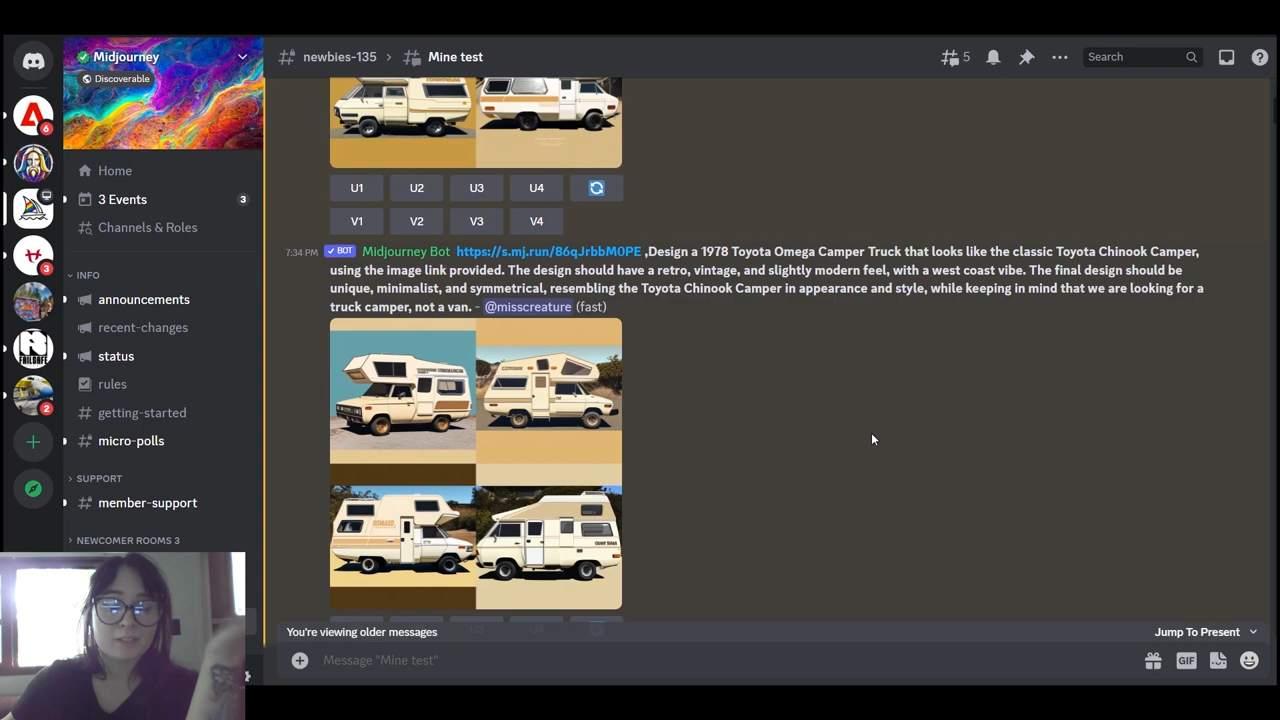 Midjourney
Discoverable
newbies-135 > Mine test
5
Search
6
Home
3 Events 3
Channels & Roles
U1 U2 U3 U4
V1 V2 V3 V4
3
INFO
announcements
recent-changes
status
rules
getting-started
micro-polls
2
SUPPORT
member-support
NEWCOMER ROOMS 3
7:34 PM BOT Midjourney Bot https://s.mj.run/86qJrbbM0PE ,Design a 1978 Toyota Omega Camper Truck that looks like the classic Toyota Chinook Camper,
using the image link provided. The design should have a retro, vintage, and slightly modern feel, with a west coast vibe. The final design should be
unique, minimalist, and symmetrical, resembling the Toyota Chinook Camper in appearance and style, while keeping in mind that we are looking for a
truck camper, not a van. - @misscreature (fast)
U3 U4
You're viewing older messages
Jump To Present
Message "Mine test"
GIF